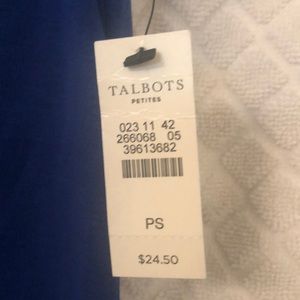 TALBOTS
PETITES
023 11 42
266068 05
39613682
PS
$24.50